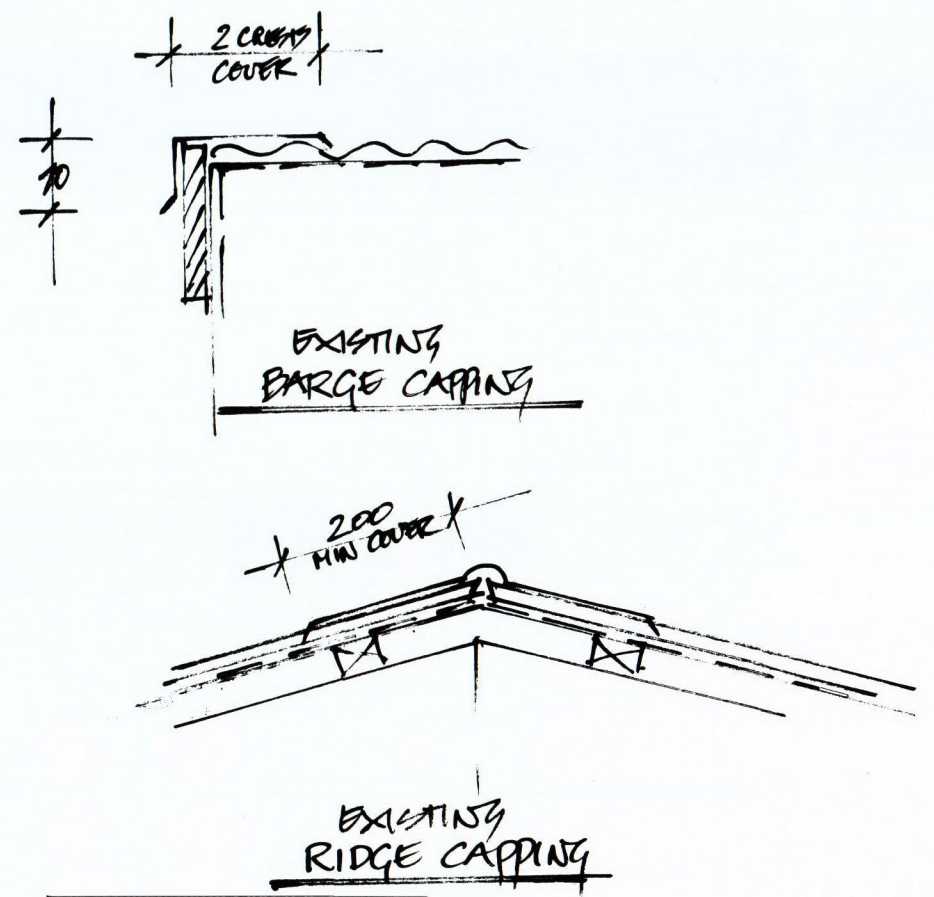 2 CRESTS
COVER
70
EXISTING
BARGE CAPPING
200
MIN COVER
EXISTING
RIDGE CAPPING